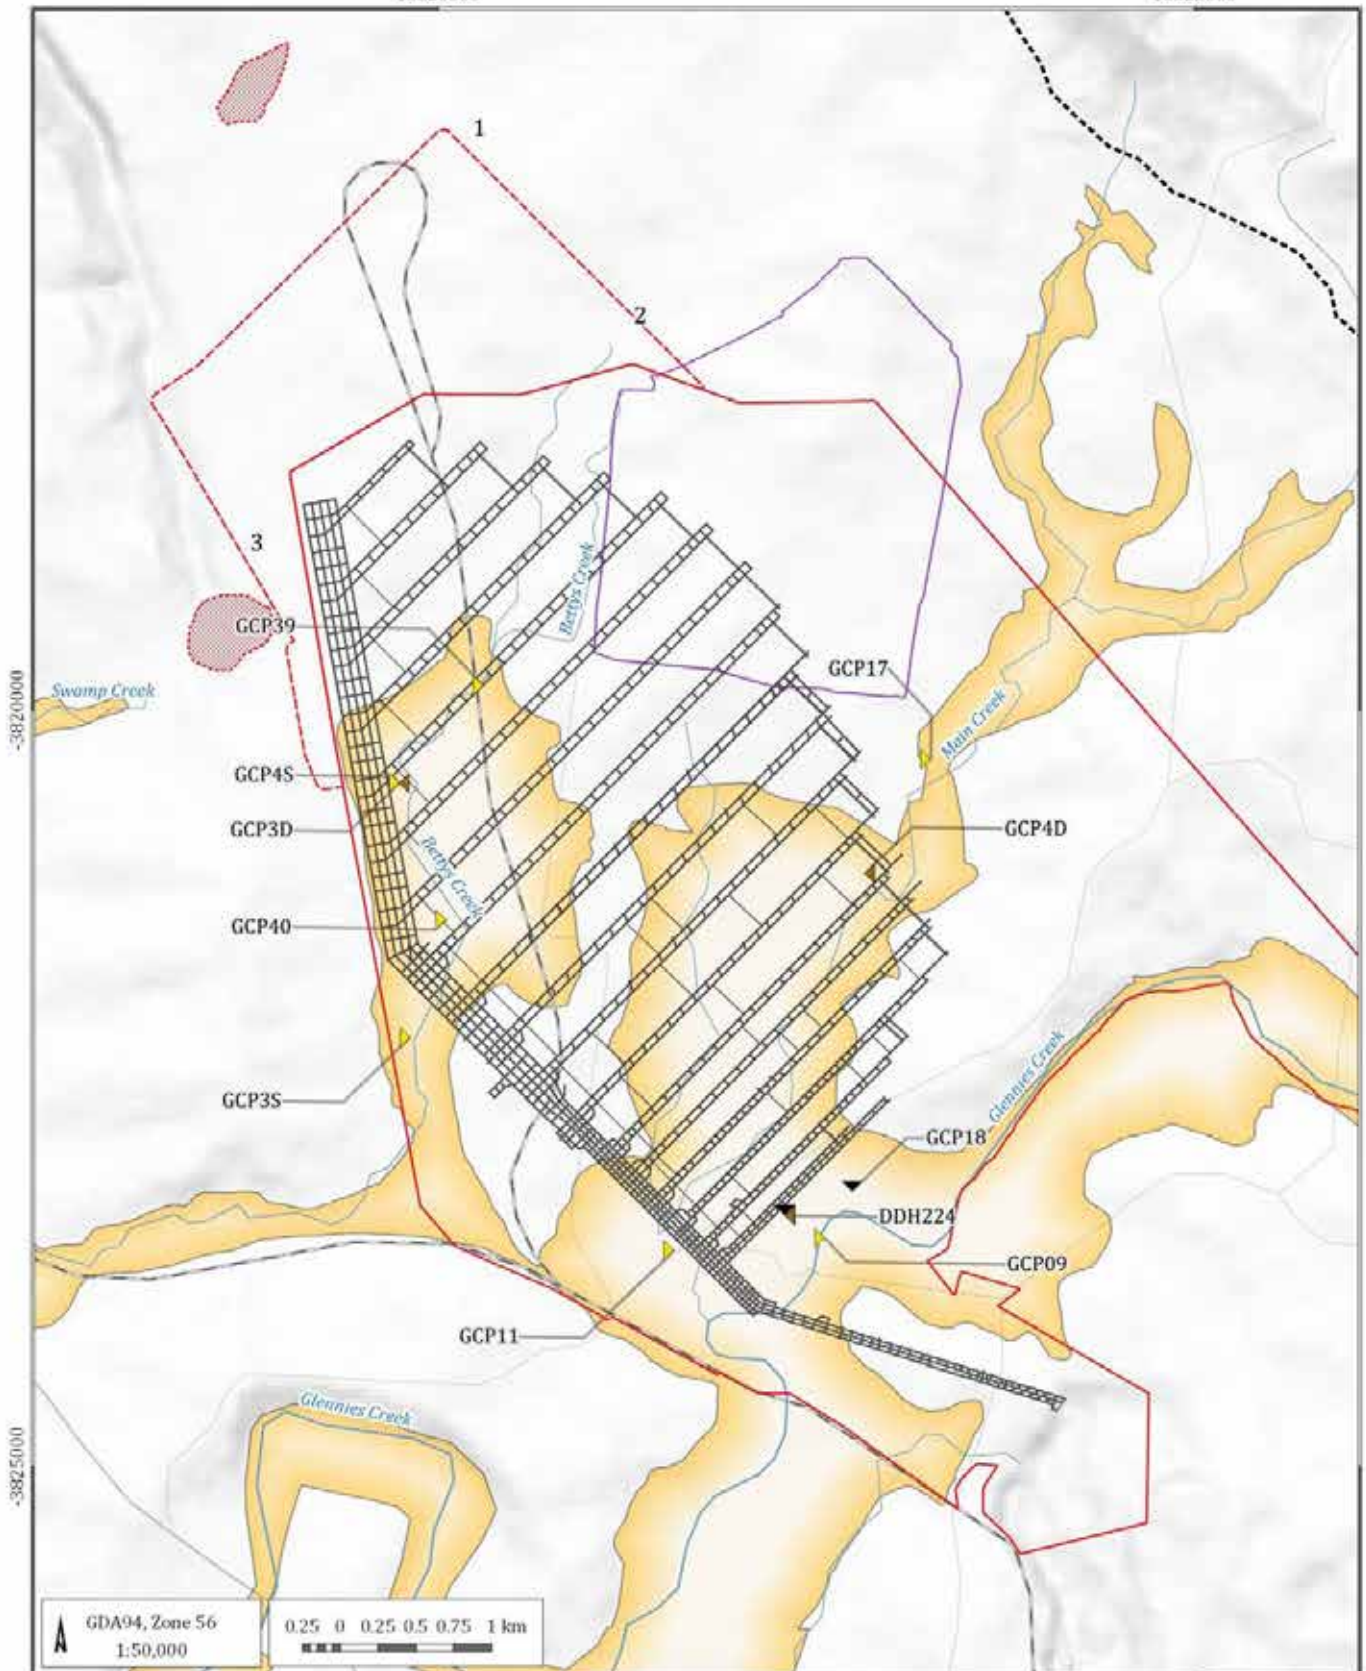 1
2
3
Bettys Creek
GCP39
GCP17
Swamp Creek
-3820000
Main Creek
GCP4S
GCP3D
GCP4D
Bettys Creek
GCP40
Glennies Creek
GCP3S
GCP18
DDH224
GCP09
GCP11
Glennies Creek
-3825000
GDA94, Zone 56
1:50,000
0.25 0 0.25 0.5 0.75 1 km